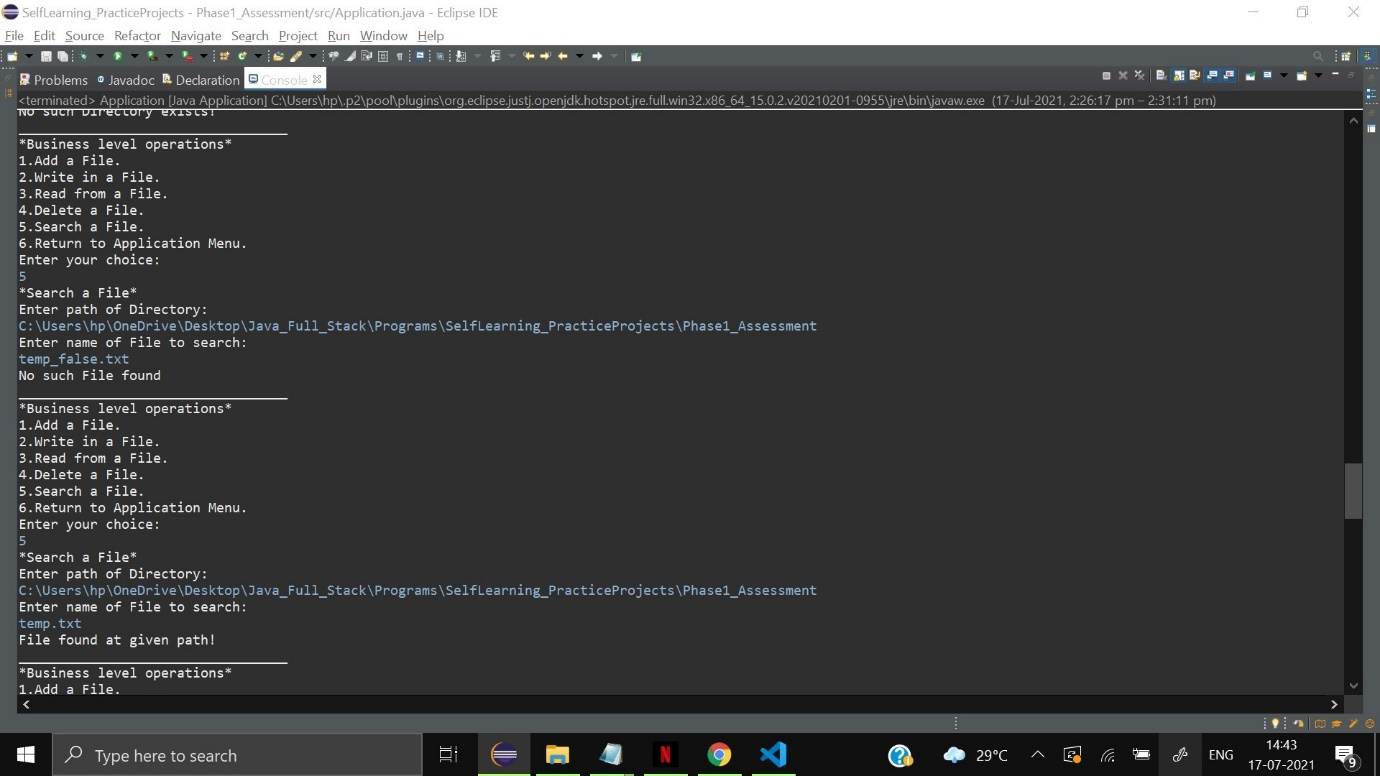 SelfLearning_PracticeProjects - Phase1_Assessment/src/Application.java - Eclipse IDE
File Edit Source Refactor Navigate Search Project Run Window Help
Problems Javadoc Declaration Console
<terminated> Application [Java Application] C:\Users\hp\.p2\pool\plugins\org.eclipse.justj.openjdk.hotspot.jre.full.win32.x86_64_15.0.2.v20210201-0955\jre\bin\javaw.exe (17-Jul-2021, 2:26:17 pm – 2:31:11 pm)
No such Directory exists!
*Business level operations*
1.Add a File.
2.Write in a File.
3.Read from a File.
4.Delete a File.
5.Search a File.
6.Return to Application Menu.
Enter your choice:
5
*Search a File*
Enter path of Directory:
C:\Users\hp\OneDrive\Desktop\Java_Full_Stack\Programs\SelfLearning_PracticeProjects\Phase1_Assessment
Enter name of File to search:
temp_false.txt
No such File found
*Business level operations*
1.Add a File.
2.Write in a File.
3.Read from a File.
4.Delete a File.
5.Search a File.
6.Return to Application Menu.
Enter your choice:
5
*Search a File*
Enter path of Directory:
C:\Users\hp\OneDrive\Desktop\Java_Full_Stack\Programs\SelfLearning_PracticeProjects\Phase1_Assessment
Enter name of File to search:
temp.txt
File found at given path!
*Business level operations*
1.Add a File.
Type here to search
29°C
ENG
14:43
17-07-2021
9